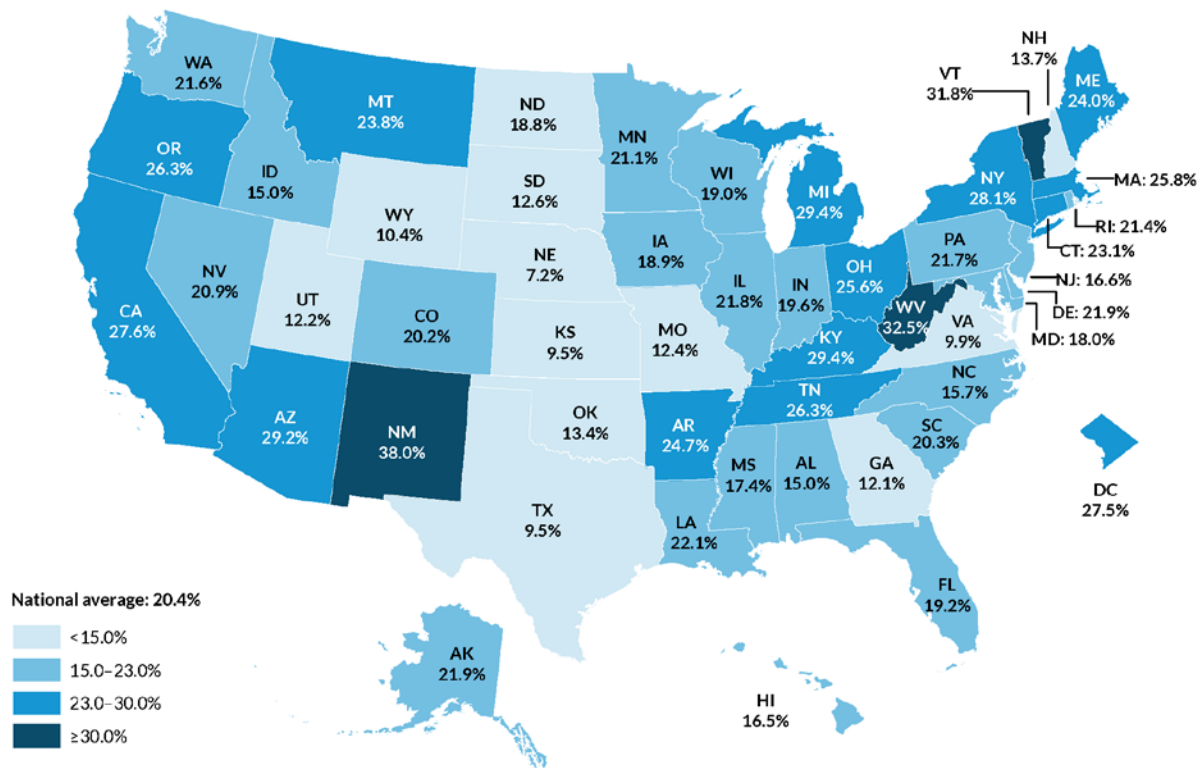 NH
13.7%
VT
31.8%
ME
24.0%
WA
21.6%
MT
23.8%
ND
18.8%
MN
21.1%
OR
26.3%
ID
15.0%
SD
12.6%
WI
19.0%
MI
29.4%
NY
28.1%
MA: 25.8%
RI: 21.4%
CT: 23.1%
WY
10.4%
IA
18.9%
PA
21.7%
NJ: 16.6%
NE
7.2%
NV
20.9%
UT
12.2%
CO
20.2%
IL
21.8%
IN
19.6%
OH
25.6%
DE: 21.9%
MD: 18.0%
CA
27.6%
KS
9.5%
MO
12.4%
WV
32.5%
VA
9.9%
KY
29.4%
NC
15.7%
TN
26.3%
AZ
29.2%
NM
38.0%
OK
13.4%
AR
24.7%
SC
20.3%
MS
17.4%
AL
15.0%
GA
12.1%
DC
27.5%
TX
9.5%
LA
22.1%
FL
19.2%
National average: 20.4%
<15.0%
15.0–23.0%
23.0–30.0%
≥30.0%
AK
21.9%
HI
16.5%